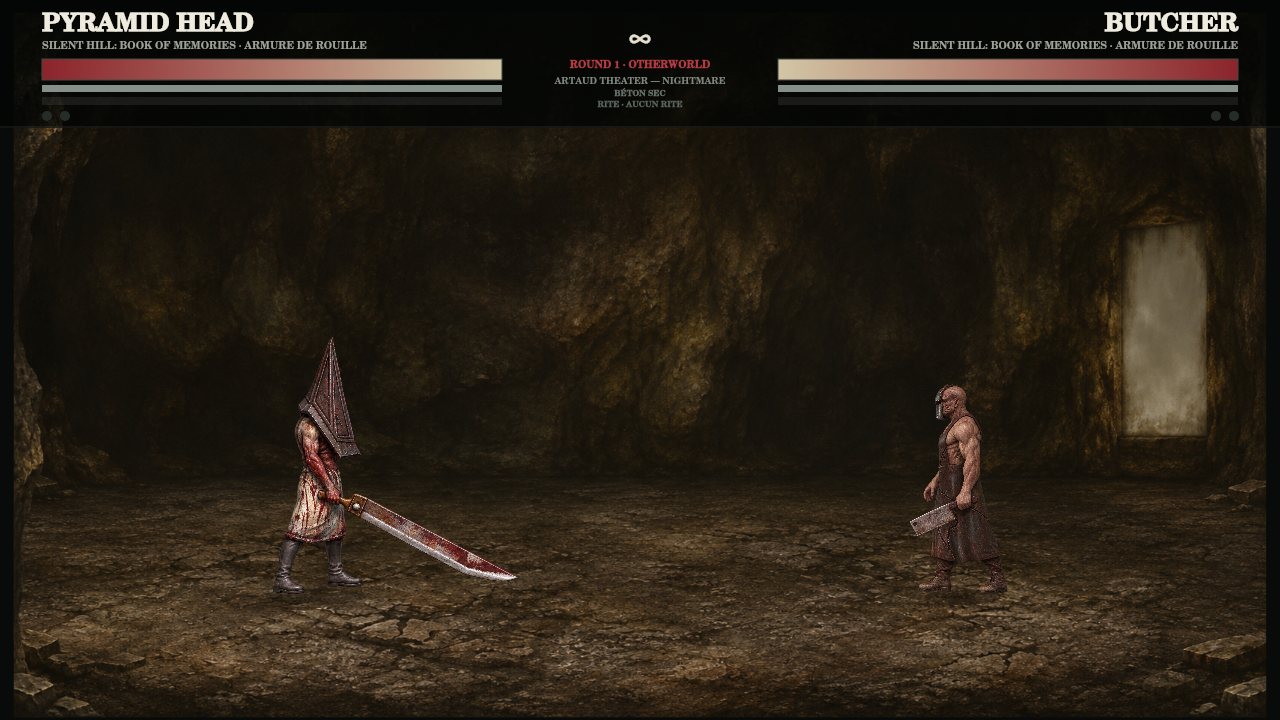 PYRAMID HEAD
SILENT HILL: BOOK OF MEMORIES · ARMURE DE ROUILLE
∞
ROUND 1 · OTHERWORLD
ARTAUD THEATER — NIGHTMARE
BÉTON SEC
RITE · AUCUN RITE
BUTCHER
SILENT HILL: BOOK OF MEMORIES · ARMURE DE ROUILLE